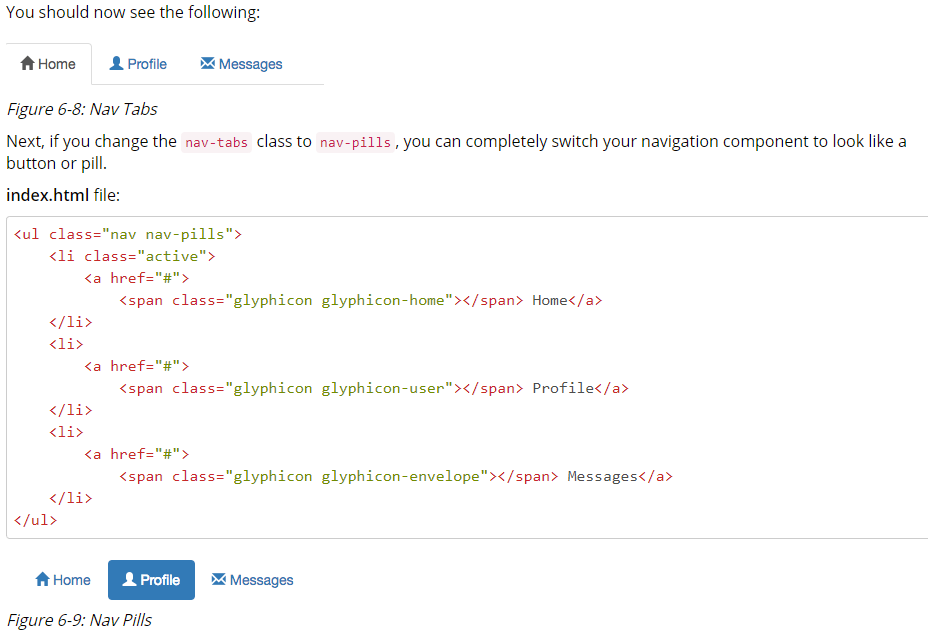 You should now see the following:
Home Profile Messages
Figure 6-8: Nav Tabs
Next, if you change the nav-tabs class to nav-pills, you can completely switch your navigation component to look like a
button or pill.
index.html file:
<ul class="nav nav-pills">
    <li class="active">
        <a href="#">
            <span class="glyphicon glyphicon-home"></span> Home</a>
    </li>
    <li>
        <a href="#">
            <span class="glyphicon glyphicon-user"></span> Profile</a>
    </li>
    <li>
        <a href="#">
            <span class="glyphicon glyphicon-envelope"></span> Messages</a>
    </li>
</ul>
Home Profile Messages
Figure 6-9: Nav Pills